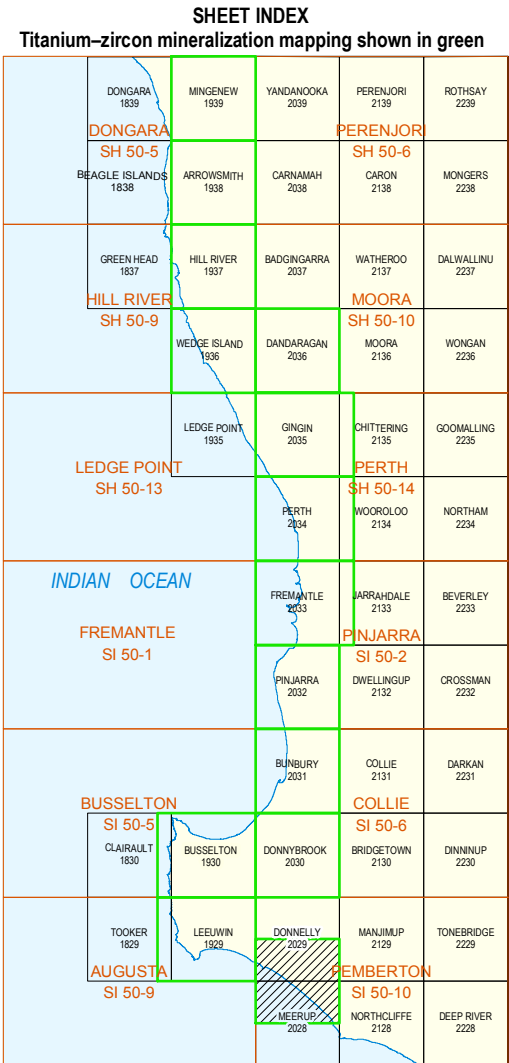 SHEET INDEX
Titanium–zircon mineralization mapping shown in green
DONGARA
1839
MINGENEW
1939
YANDANOOKA
2039
PERENJORI
2139
ROTHSAY
2239
DONGARA
SH 50-5
PERENJORI
SH 50-6
BEAGLE ISLANDS
1838
ARROWSMITH
1938
CARNAMAH
2038
CARON
2138
MONGERS
2238
GREEN HEAD
1837
HILL RIVER
1937
BADGINGARRA
2037
WATHEROO
2137
DALWALLINU
2237
HILL RIVER
SH 50-9
MOORA
SH 50-10
WEDGE ISLAND
1936
DANDARAGAN
2036
MOORA
2136
WONGAN
2236
LEDGE POINT
1935
GINGIN
2035
CHITTERING
2135
GOOMALLING
2235
LEDGE POINT
SH 50-13
PERTH
SH 50-14
PERTH
2034
WOOROLOO
2134
NORTHAM
2234
INDIAN OCEAN
FREMANTLE
2033
JARRAHDALE
2133
BEVERLEY
2233
FREMANTLE
SI 50-1
PINJARRA
SI 50-2
PINJARRA
2032
DWELLINGUP
2132
CROSSMAN
2232
BUNBURY
2031
COLLIE
2131
DARKAN
2231
BUSSELTON
SI 50-5
COLLIE
SI 50-6
CLAIRAULT
1830
BUSSELTON
1930
DONNYBROOK
2030
BRIDGETOWN
2130
DINNINUP
2230
TOOKER
1829
LEEUWIN
1929
DONNELLY
2029
MANJIMUP
2129
TONEBRIDGE
2229
AUGUSTA
SI 50-9
PEMBERTON
SI 50-10
MEERUP
2028
NORTHCLIFFE
2128
DEEP RIVER
2228